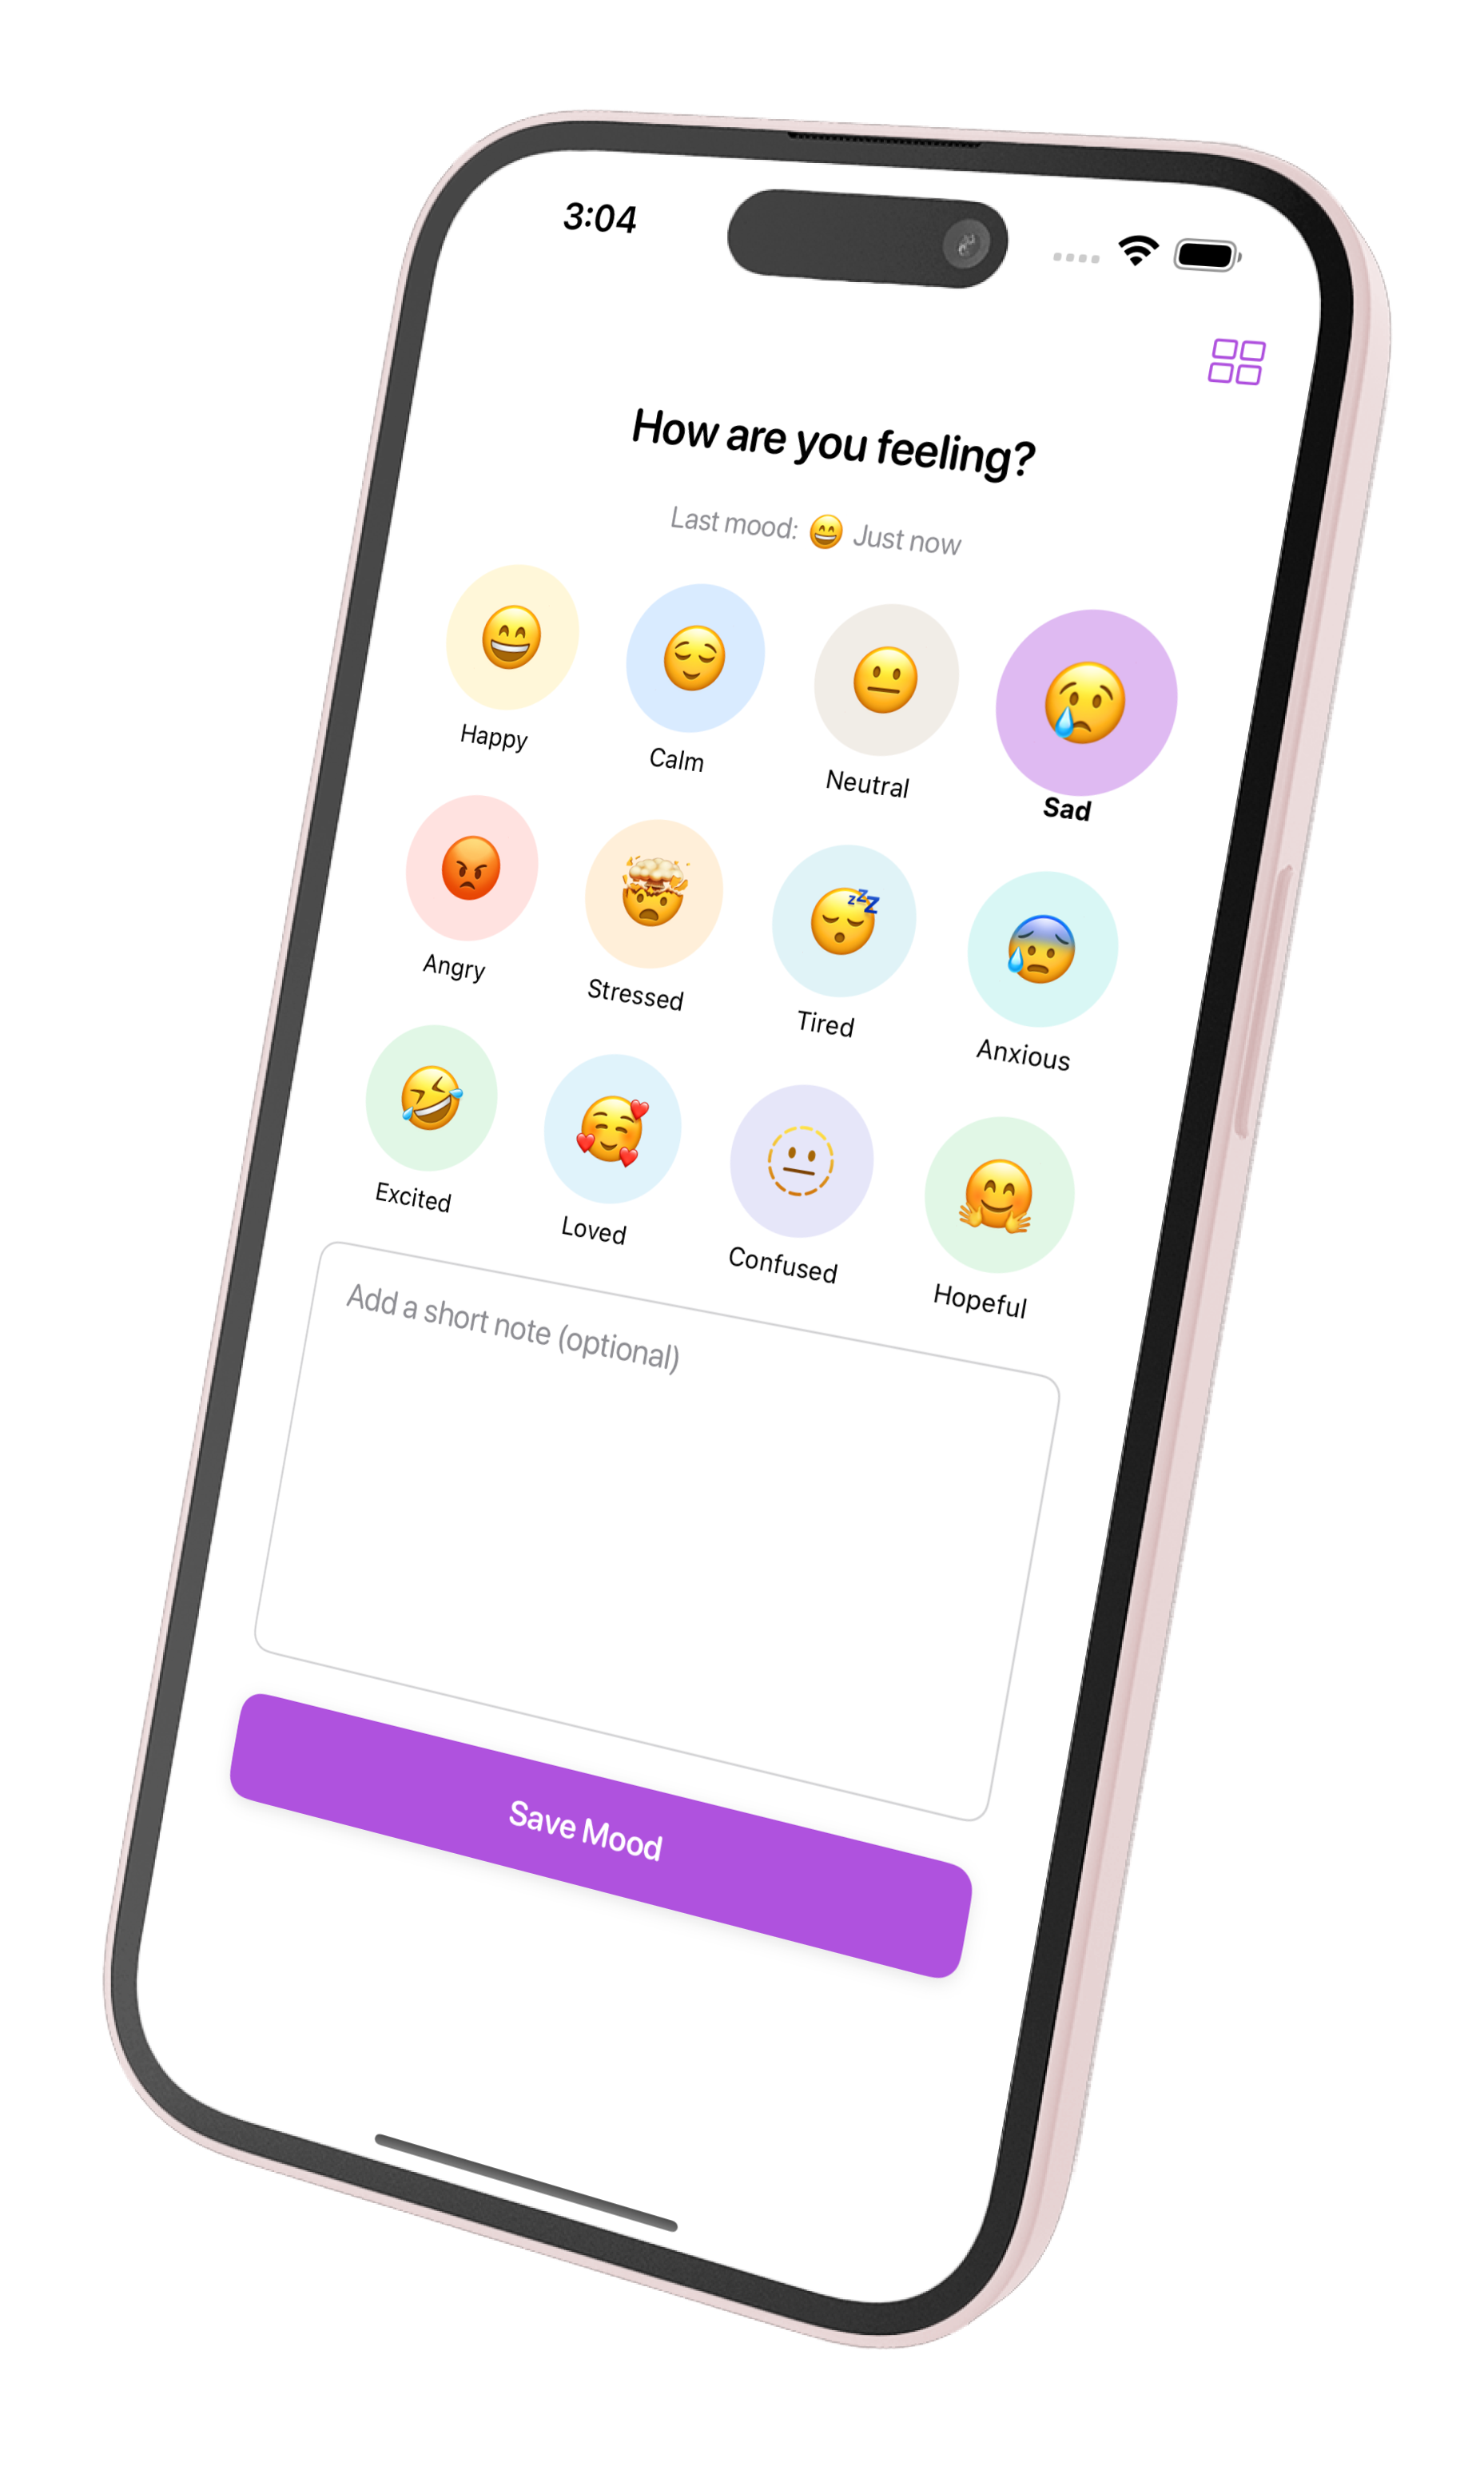 3:04
How are you feeling?
Last mood: 😄 Just now
Happy Calm Neutral Sad
Angry Stressed Tired Anxious
Excited Loved Confused Hopeful
Add a short note (optional)
Save Mood